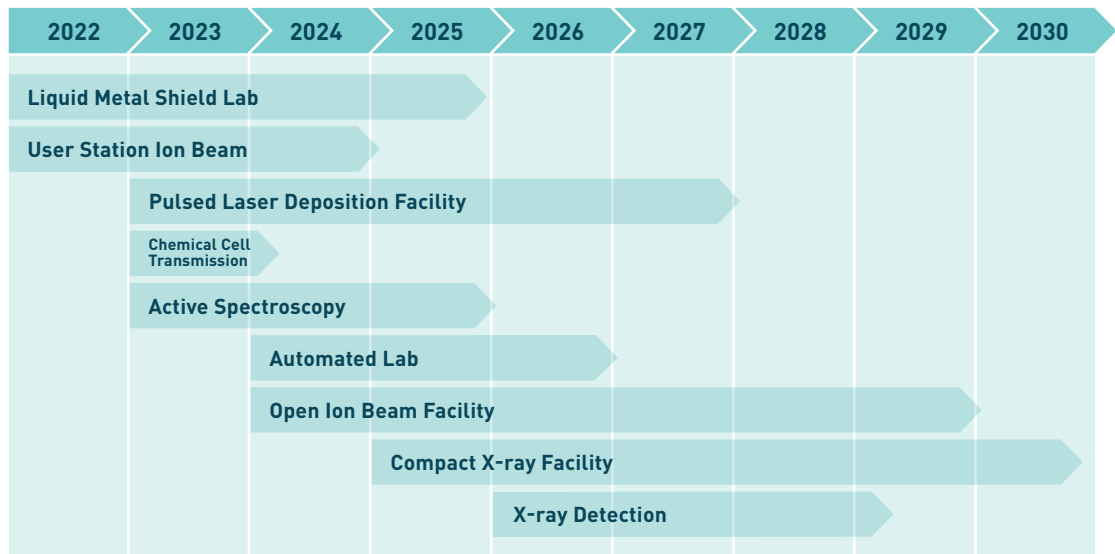 2022 2023 2024 2025 2026 2027 2028 2029 2030
Liquid Metal Shield Lab
User Station Ion Beam
Pulsed Laser Deposition Facility
Chemical Cell
Transmission
Active Spectroscopy
Automated Lab
Open Ion Beam Facility
Compact X-ray Facility
X-ray Detection